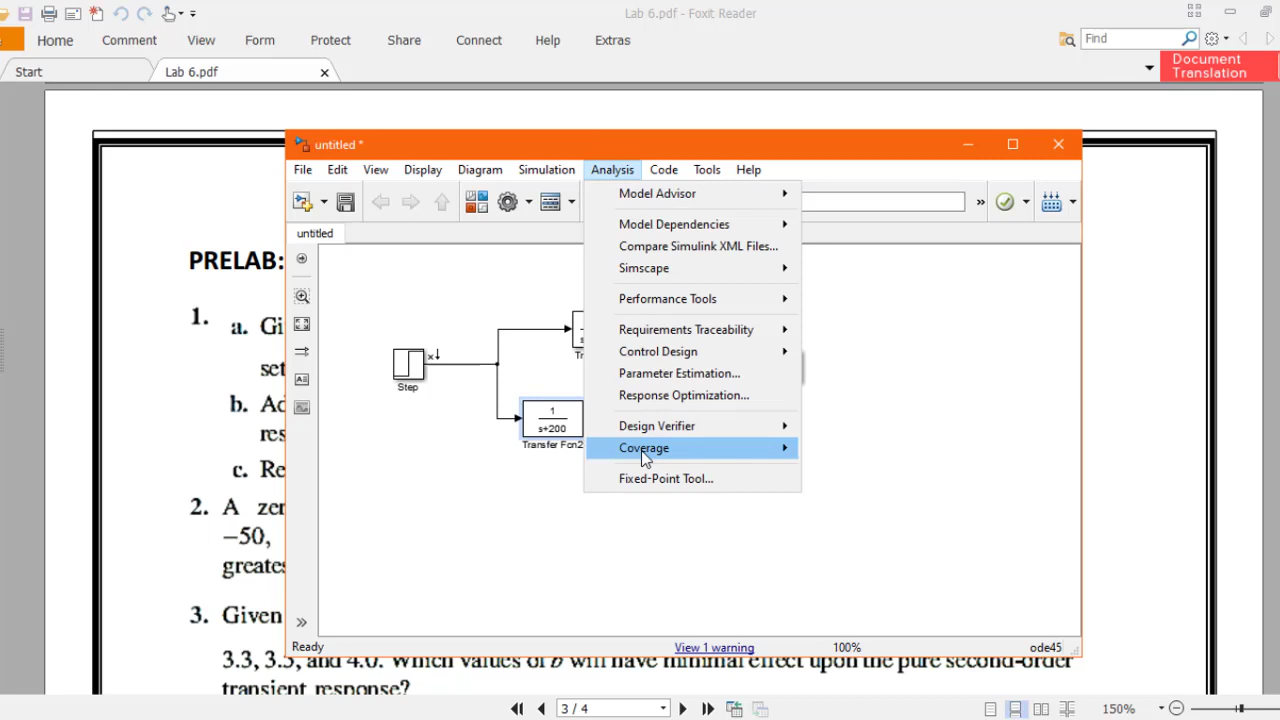 Lab 6.pdf - Foxit Reader
Home Comment View Form Protect Share Connect Help Extras
Find
Start
Lab 6.pdf
Document
Translation
untitled *
File Edit View Display Diagram Simulation Analysis Code Tools Help
untitled
Model Advisor
Model Dependencies
Compare Simulink XML Files...
Simscape
Performance Tools
Requirements Traceability
Control Design
Parameter Estimation...
Response Optimization...
Design Verifier
Coverage
Fixed-Point Tool...
Step
1
s+200
Transfer Fcn2
Ready
View 1 warning
100%
ode45
PRELAB:
1.
a.
b.
c. Re
2. A
−50,
3. Given
3.3, 3.5, and 4.0. Which values of b will have minimal effect upon the pure second-order
transient response?
3 / 4
150%